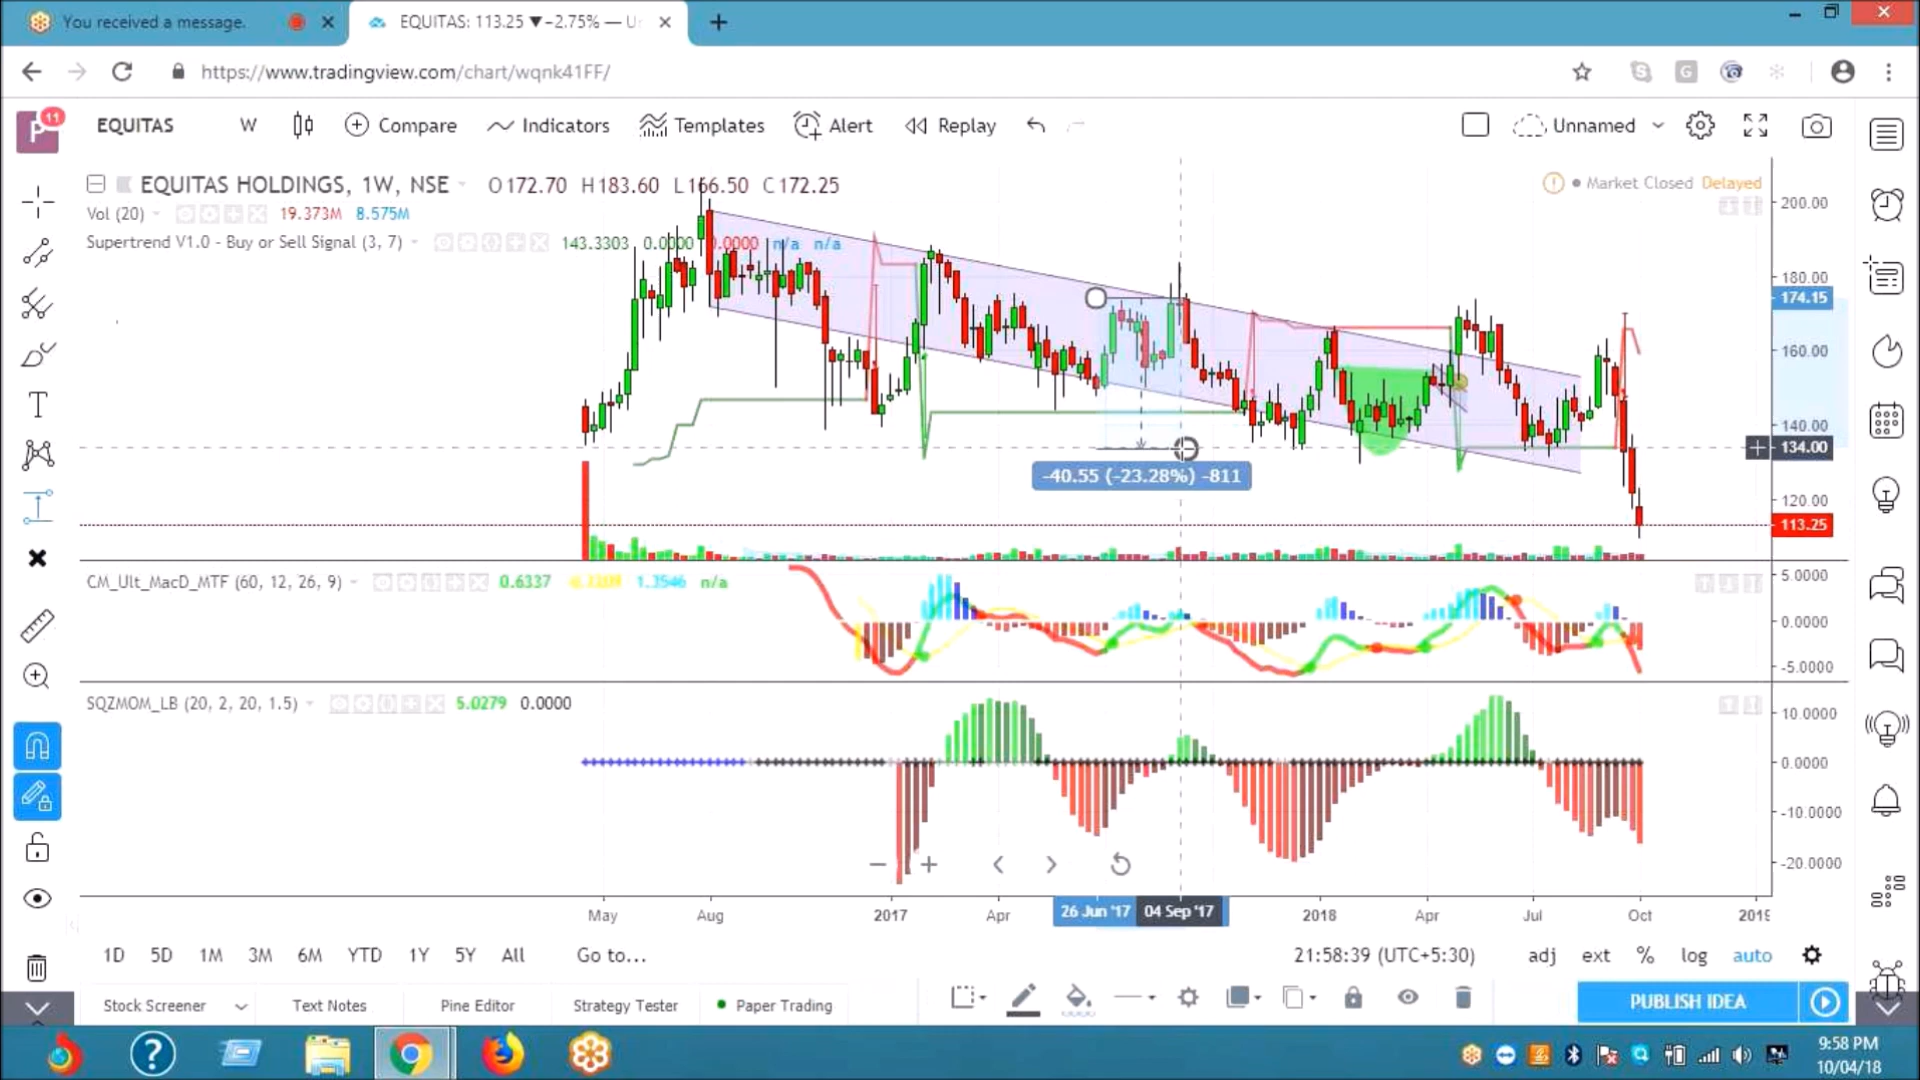 You received a message.
EQUITAS: 113.25 ▼−2.75% — U
https://www.tradingview.com/chart/wqnk41FF/
11
EQUITAS W Compare Indicators Templates Alert Replay Unnamed
EQUITAS HOLDINGS, 1W, NSE O172.70 H183.60 L166.50 C172.25
Market Closed Delayed
Vol (20) 19.373M 8.575M
Supertrend V1.0 - Buy or Sell Signal (3, 7) 143.3303 0.0000 0.0000 n/a n/a
200.00
180.00
174.15
160.00
140.00
134.00
120.00
113.25
-40.55 (-23.28%) -811
CM_Ult_MacD_MTF (60, 12, 26, 9) 0.6337 1.3546 n/a
5.0000
0.0000
-5.0000
SQZMOM_LB (20, 2, 20, 1.5) 5.0279 0.0000
10.0000
0.0000
-10.0000
-20.0000
May Aug 2017 Apr 26 Jun '17 04 Sep '17 2018 Apr Jul Oct 2019
1D 5D 1M 3M 6M YTD 1Y 5Y All Go to... 21:58:39 (UTC+5:30) adj ext % log auto
Stock Screener Text Notes Pine Editor Strategy Tester Paper Trading PUBLISH IDEA
9:58 PM
10/04/18